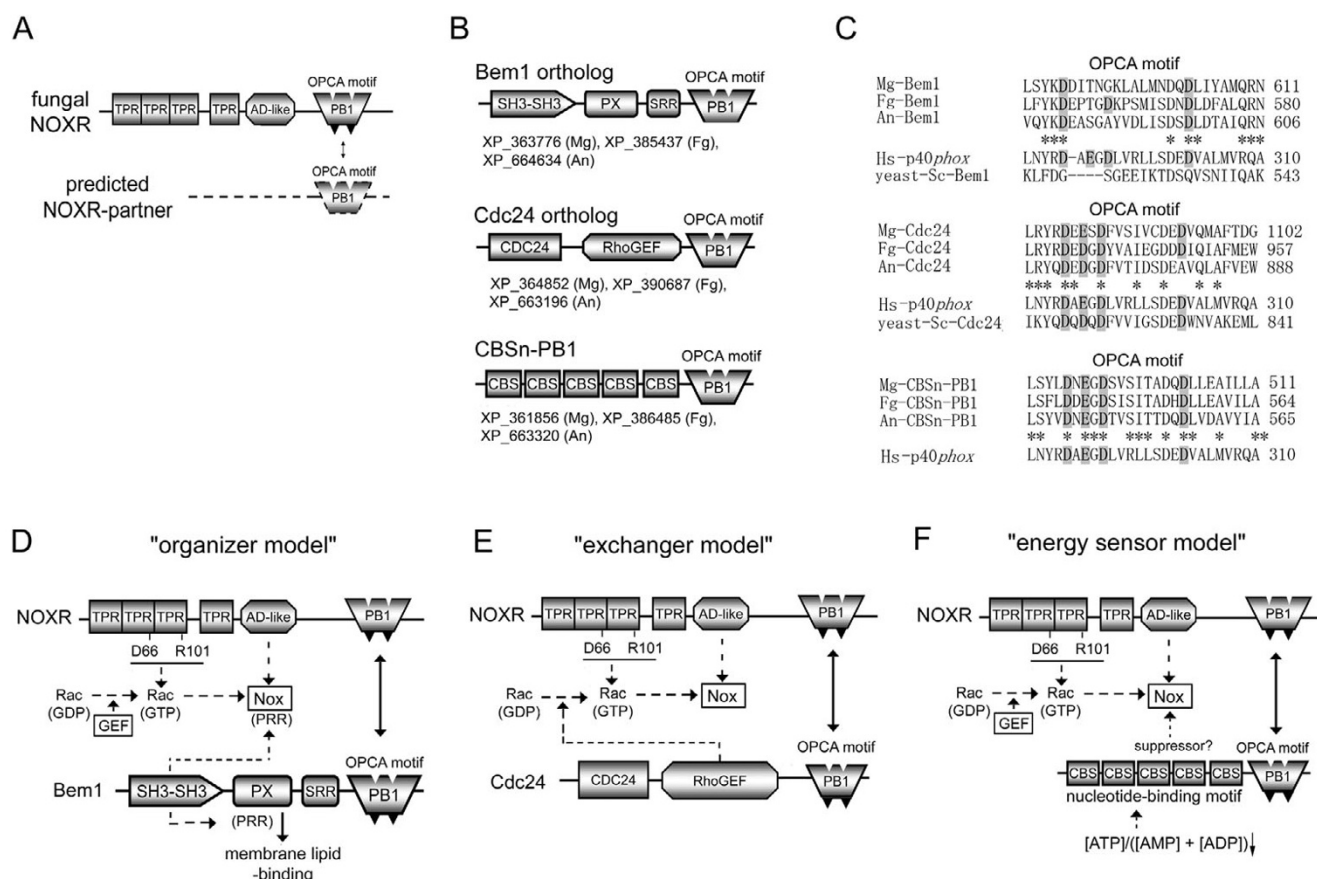 A
OPCA motif
fungal
NOXR
TPR TPR TPR TPR AD-like PB1
OPCA motif
predicted
NOXR-partner
PB1
B
Bem1 ortholog
OPCA motif
SH3-SH3 PX SRR PB1
XP_363776 (Mg), XP_385437 (Fg),
XP_664634 (An)
Cdc24 ortholog
OPCA motif
CDC24 RhoGEF PB1
XP_364852 (Mg), XP_390687 (Fg),
XP_663196 (An)
CBSn-PB1
OPCA motif
CBS CBS CBS CBS CBS PB1
XP_361856 (Mg), XP_386485 (Fg),
XP_663320 (An)
C
OPCA motif
Mg-Bem1 LSYKDDITNGKLALMNDQDLIYAMQRN 611
Fg-Bem1 LFYKDEPTGDKPSMISDNDLDFALQRN 580
An-Bem1 VQYKDEASGAYVDLISDSDLDTAIQRN 606
*** * ** ***
Hs-p40phox LNYRD-AEGDLVRLLSDEDVALMVRQA 310
yeast-Sc-Bem1 KLFDG----SGEEIKTDSQVSNIIQAK 543
OPCA motif
Mg-Cdc24 LRYRDEESDFVSIVCDEDVQMAFTDG 1102
Fg-Cdc24 LRYRDEDGDYVAIEGDDDIQIAFMEW 957
An-Cdc24 LRYQDEDGDFVTIDSDEAVQLAFVEW 888
*** ** * * * * *
Hs-p40phox LNYRDAEGDLVRLLSDEDVALMVRQA 310
yeast-Sc-Cdc24 IKYQDQDQDFVVIGSDEDWNVAKEML 841
OPCA motif
Mg-CBSn-PB1 LSYLDNEGDSVSITADQDLLEAILLA 511
Fg-CBSn-PB1 LSFLDDEGDSISITADHDLLEAVILA 564
An-CBSn-PB1 LSYVDNEGDTVSITTDQDLVDAVYIA 565
** * *** *** * ** * **
Hs-p40phox LNYRDAEGDLVRLLSDEDVALMVRQA 310
D
"organizer model"
NOXR
TPR TPR TPR TPR AD-like PB1
D66 R101
Rac
(GDP)
Rac
(GTP)
Nox
GEF
(PRR)
OPCA motif
Bem1
SH3-SH3 PX SRR PB1
(PRR)
membrane lipid
-binding
E
"exchanger model"
NOXR
TPR TPR TPR TPR AD-like PB1
D66 R101
Rac
(GDP)
Rac
(GTP)
Nox
OPCA motif
Cdc24
CDC24 RhoGEF PB1
F
"energy sensor model"
NOXR
TPR TPR TPR TPR AD-like PB1
D66 R101
Rac
(GDP)
Rac
(GTP)
Nox
GEF
suppressor?
OPCA motif
CBS CBS CBS CBS CBS PB1
nucleotide-binding motif
[ATP]/([AMP] + [ADP])↓